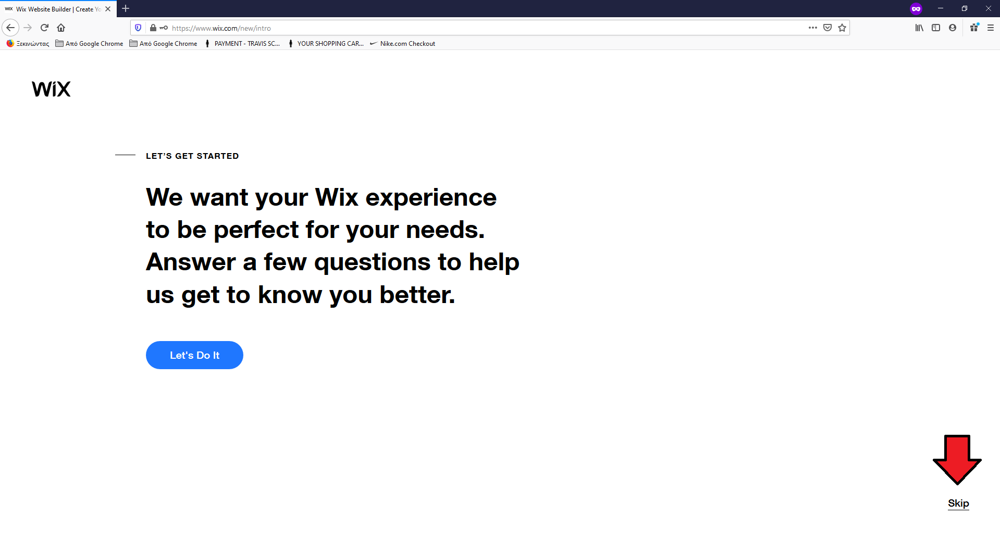 WiX Wix Website Builder | Create Yo
https://www.wix.com/new/intro
Ξεκινώντας Από Google Chrome Από Google Chrome PAYMENT - TRAVIS SC... YOUR SHOPPING CAR... Nike.com Checkout
WiX
LET’S GET STARTED
We want your Wix experience
to be perfect for your needs.
Answer a few questions to help
us get to know you better.
Let's Do It
Skip